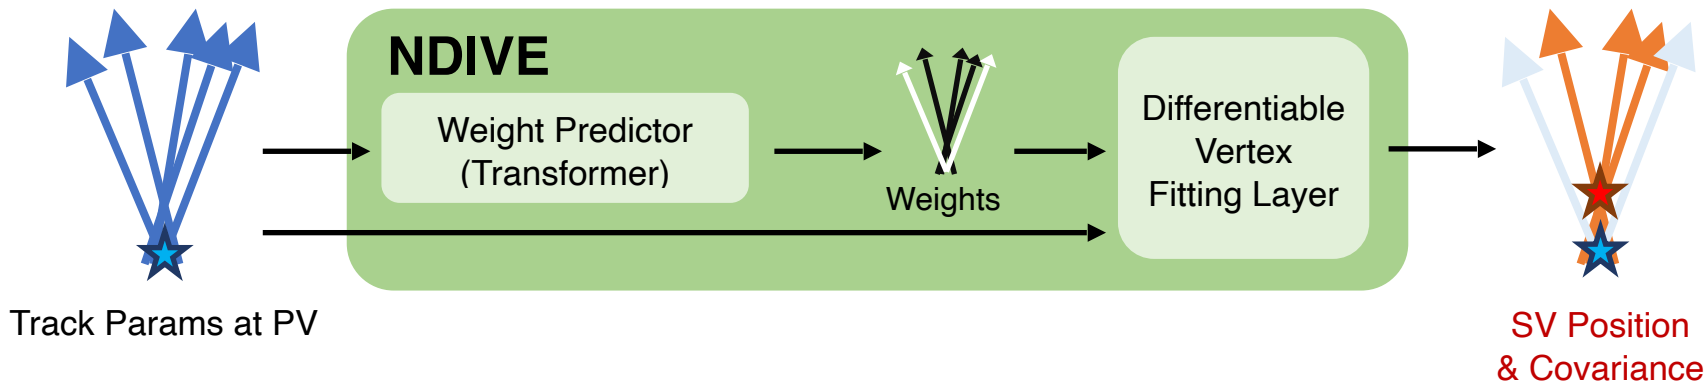 NDIVE
Weight Predictor
(Transformer)
Weights
Differentiable
Vertex
Fitting Layer
Track Params at PV
SV Position
& Covariance